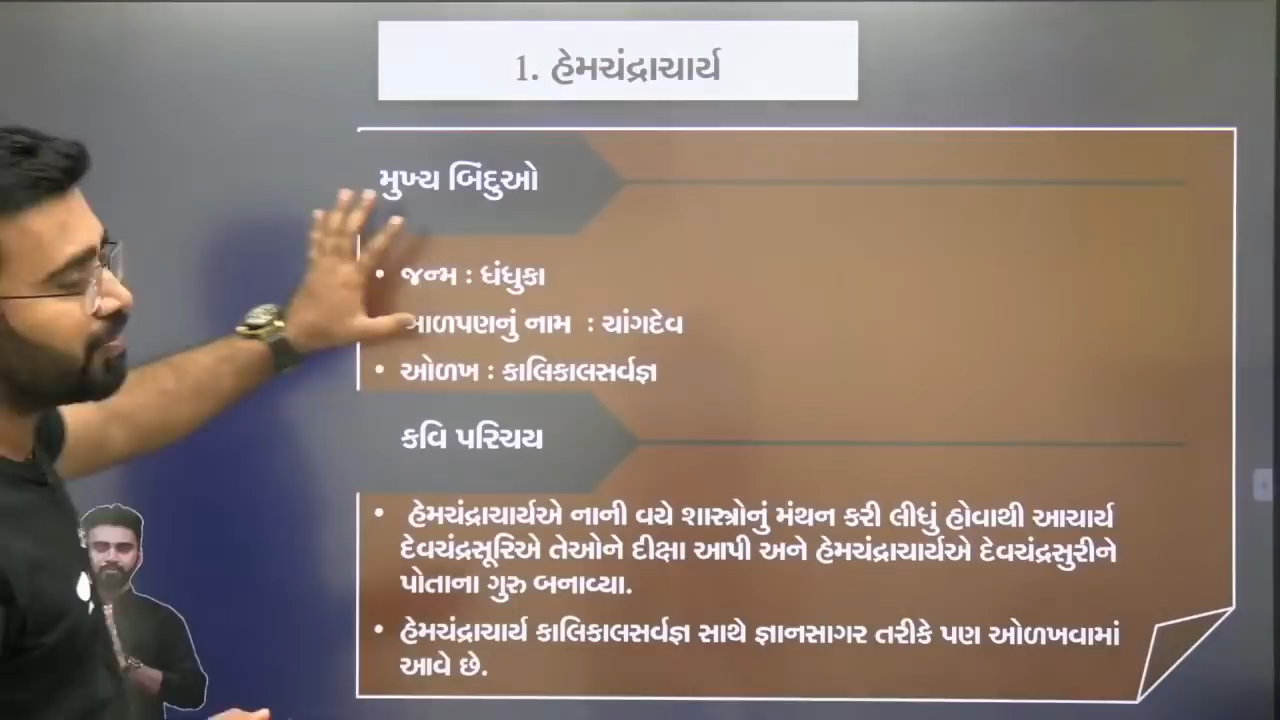 1. હેમચંદ્રાચાર્ય
મુખ્ય બિંદુઓ
• જન્મ : ધંધુકા
નામ : ચાંગદેવ
• ઓળખ : કાલિકાલસર્વજ્ઞ
કવિ પરિચય
• હેમચંદ્રાચાર્યએ નાની વયે શાસ્ત્રોનું મંથન કરી લીધું હોવાથી આચાર્ય
દેવચંદ્રસૂરિએ તેઓને દીક્ષા આપી અને હેમચંદ્રાચાર્યએ દેવચંદ્રસુરીને
પોતાના ગુરુ બનાવ્યા.
• હેમચંદ્રાચાર્ય કાલિકાલસર્વજ્ઞ સાથે જ્ઞાનસાગર તરીકે પણ ઓળખવામાં
આવે છે.